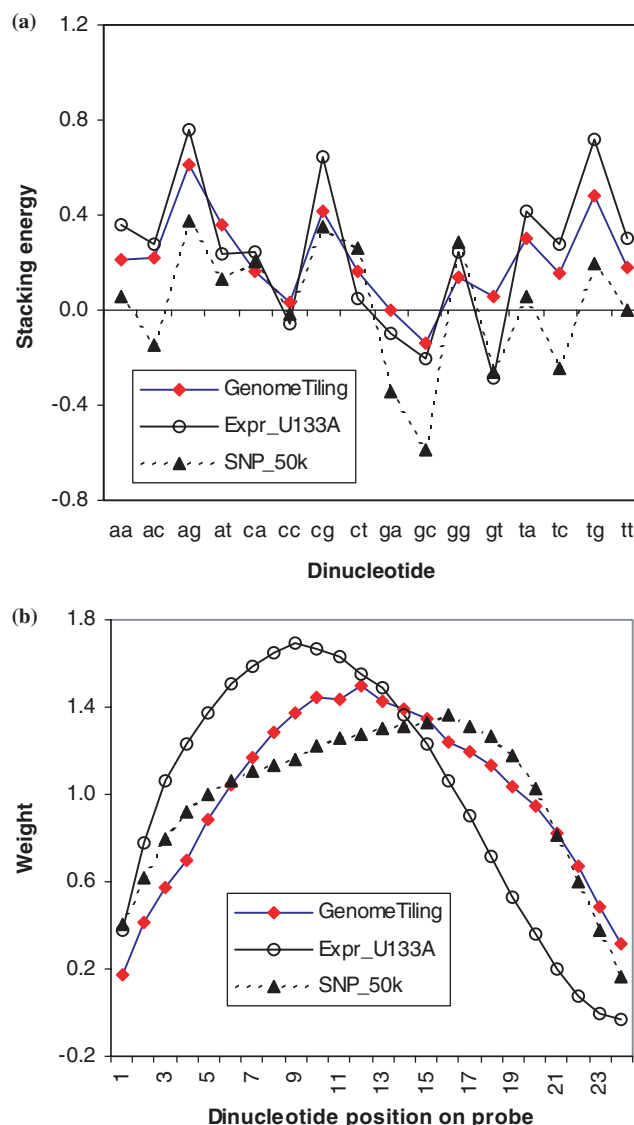 (a)
1.2
0.8
0.4
0.0
-0.4
-0.8
Stacking energy
GenomeTiling
Expr_U133A
SNP_50k
aa ac ag at ca cc cg ct ga gc gg gt ta tc tg tt
Dinucleotide
(b)
1.8
1.4
1.0
0.6
0.2
-0.2
Weight
GenomeTiling
Expr_U133A
SNP_50k
1 3 5 7 9 11 13 15 17 19 21 23
Dinucleotide position on probe